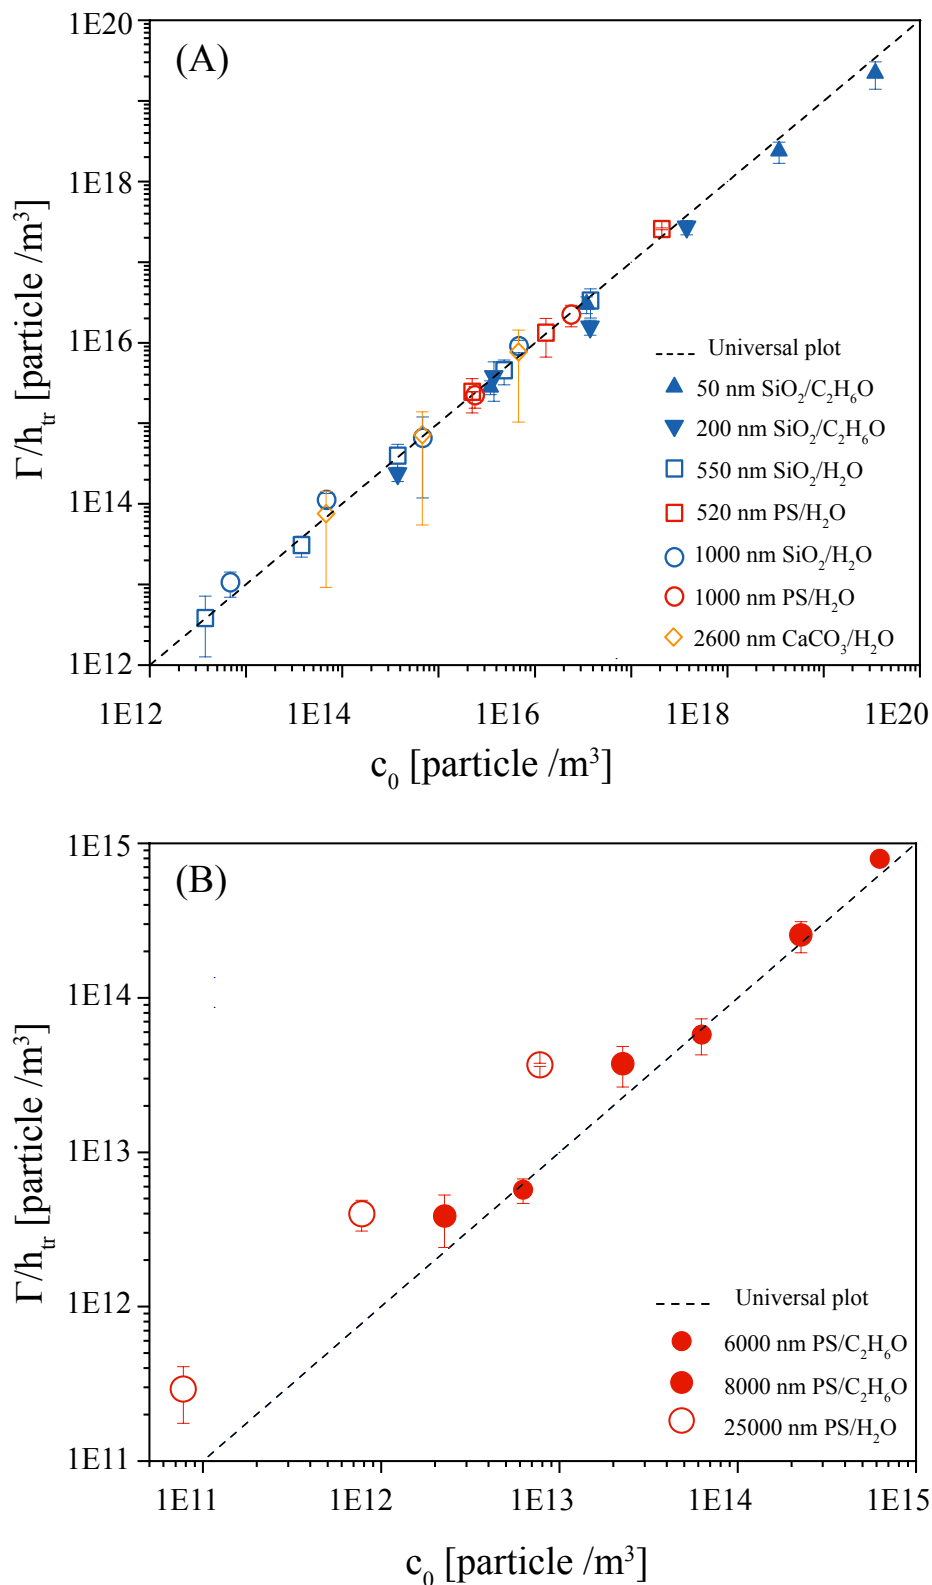 1E20
(A)
1E18
1E16
1E14
1E12
Γ/h_tr [particle /m³]
Universal plot
50 nm SiO₂/C₂H₆O
200 nm SiO₂/C₂H₆O
550 nm SiO₂/H₂O
520 nm PS/H₂O
1000 nm SiO₂/H₂O
1000 nm PS/H₂O
2600 nm CaCO₃/H₂O
1E12 1E14 1E16 1E18 1E20
c₀ [particle /m³]
1E15
(B)
1E14
1E13
1E12
1E11
Γ/h_tr [particle /m³]
Universal plot
6000 nm PS/C₂H₆O
8000 nm PS/C₂H₆O
25000 nm PS/H₂O
1E11 1E12 1E13 1E14 1E15
c₀ [particle /m³]